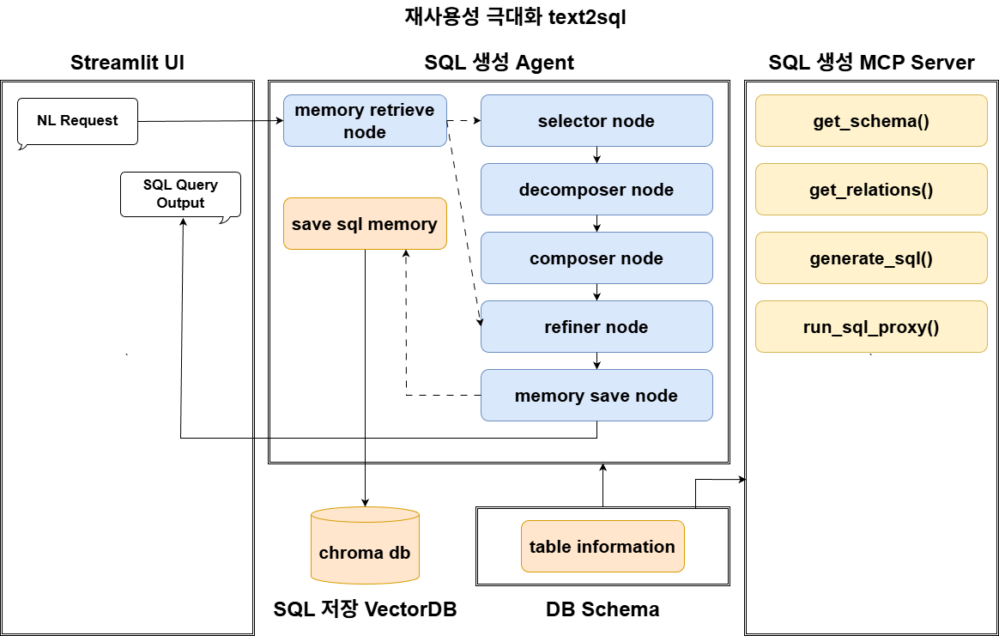 재사용성 극대화 text2sql
Streamlit UI
SQL 생성 Agent
SQL 생성 MCP Server
NL Request
SQL Query
Output
memory retrieve
node
save sql memory
selector node
decomposer node
composer node
refiner node
memory save node
get_schema()
get_relations()
generate_sql()
run_sql_proxy()
chroma db
table information
SQL 저장 VectorDB
DB Schema